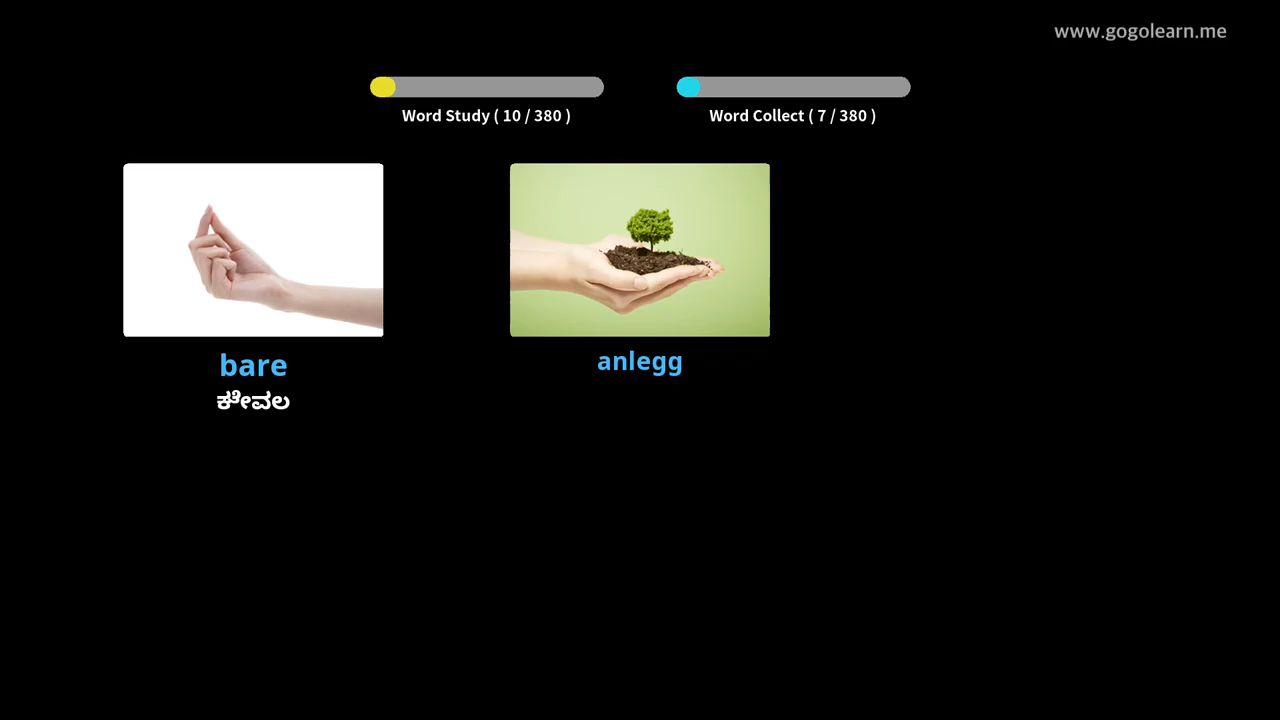 www.gogolearn.me
Word Study ( 10 / 380 )
Word Collect ( 7 / 380 )
bare
ಕೇವಲ
anlegg